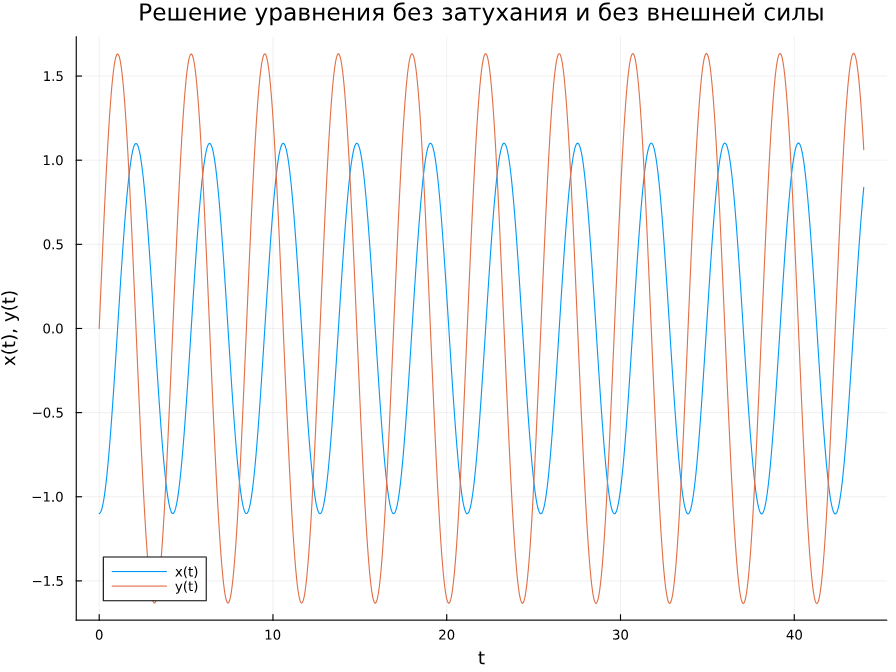 Решение уравнения без затухания и без внешней силы
x(t), y(t)
1.5
1.0
0.5
0.0
−0.5
−1.0
−1.5
x(t)
y(t)
0 10 20 30 40
t